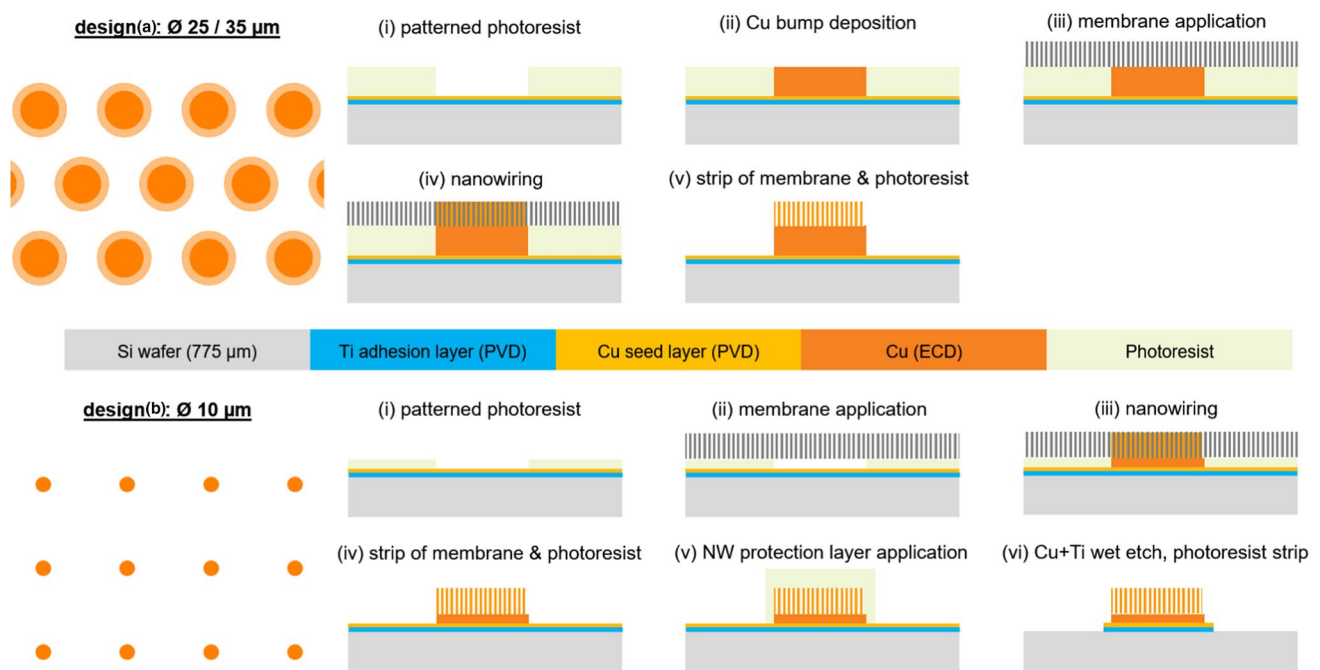 design(a): Ø 25 / 35 µm
(i) patterned photoresist
(ii) Cu bump deposition
(iii) membrane application
(iv) nanowiring
(v) strip of membrane & photoresist
Si wafer (775 µm)
Ti adhesion layer (PVD)
Cu seed layer (PVD)
Cu (ECD)
Photoresist
design(b): Ø 10 µm
(i) patterned photoresist
(ii) membrane application
(iii) nanowiring
(iv) strip of membrane & photoresist
(v) NW protection layer application
(vi) Cu+Ti wet etch, photoresist strip